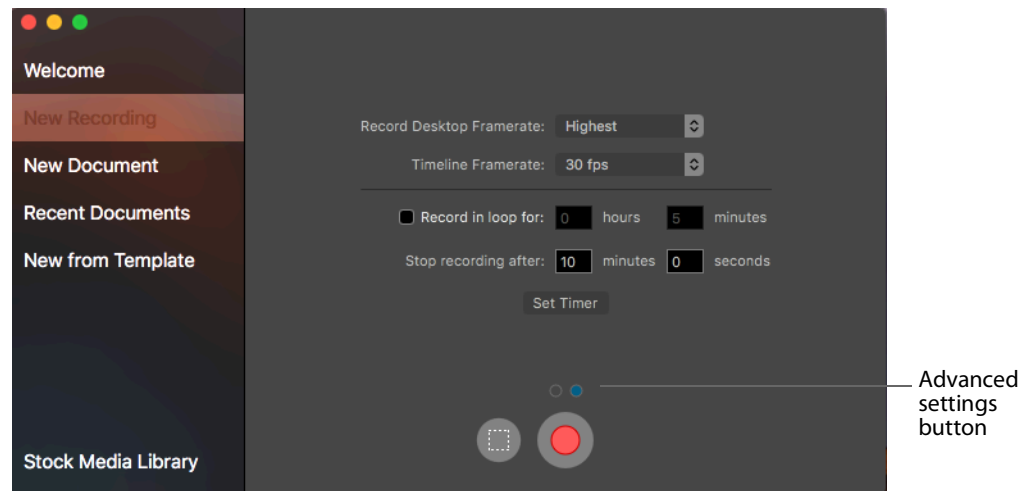 Welcome
New Recording
New Document
Recent Documents
New from Template
Stock Media Library
Record Desktop Framerate: Highest
Timeline Framerate: 30 fps
Record in loop for: 0 hours 5 minutes
Stop recording after: 10 minutes 0 seconds
Set Timer
Advanced
settings
button